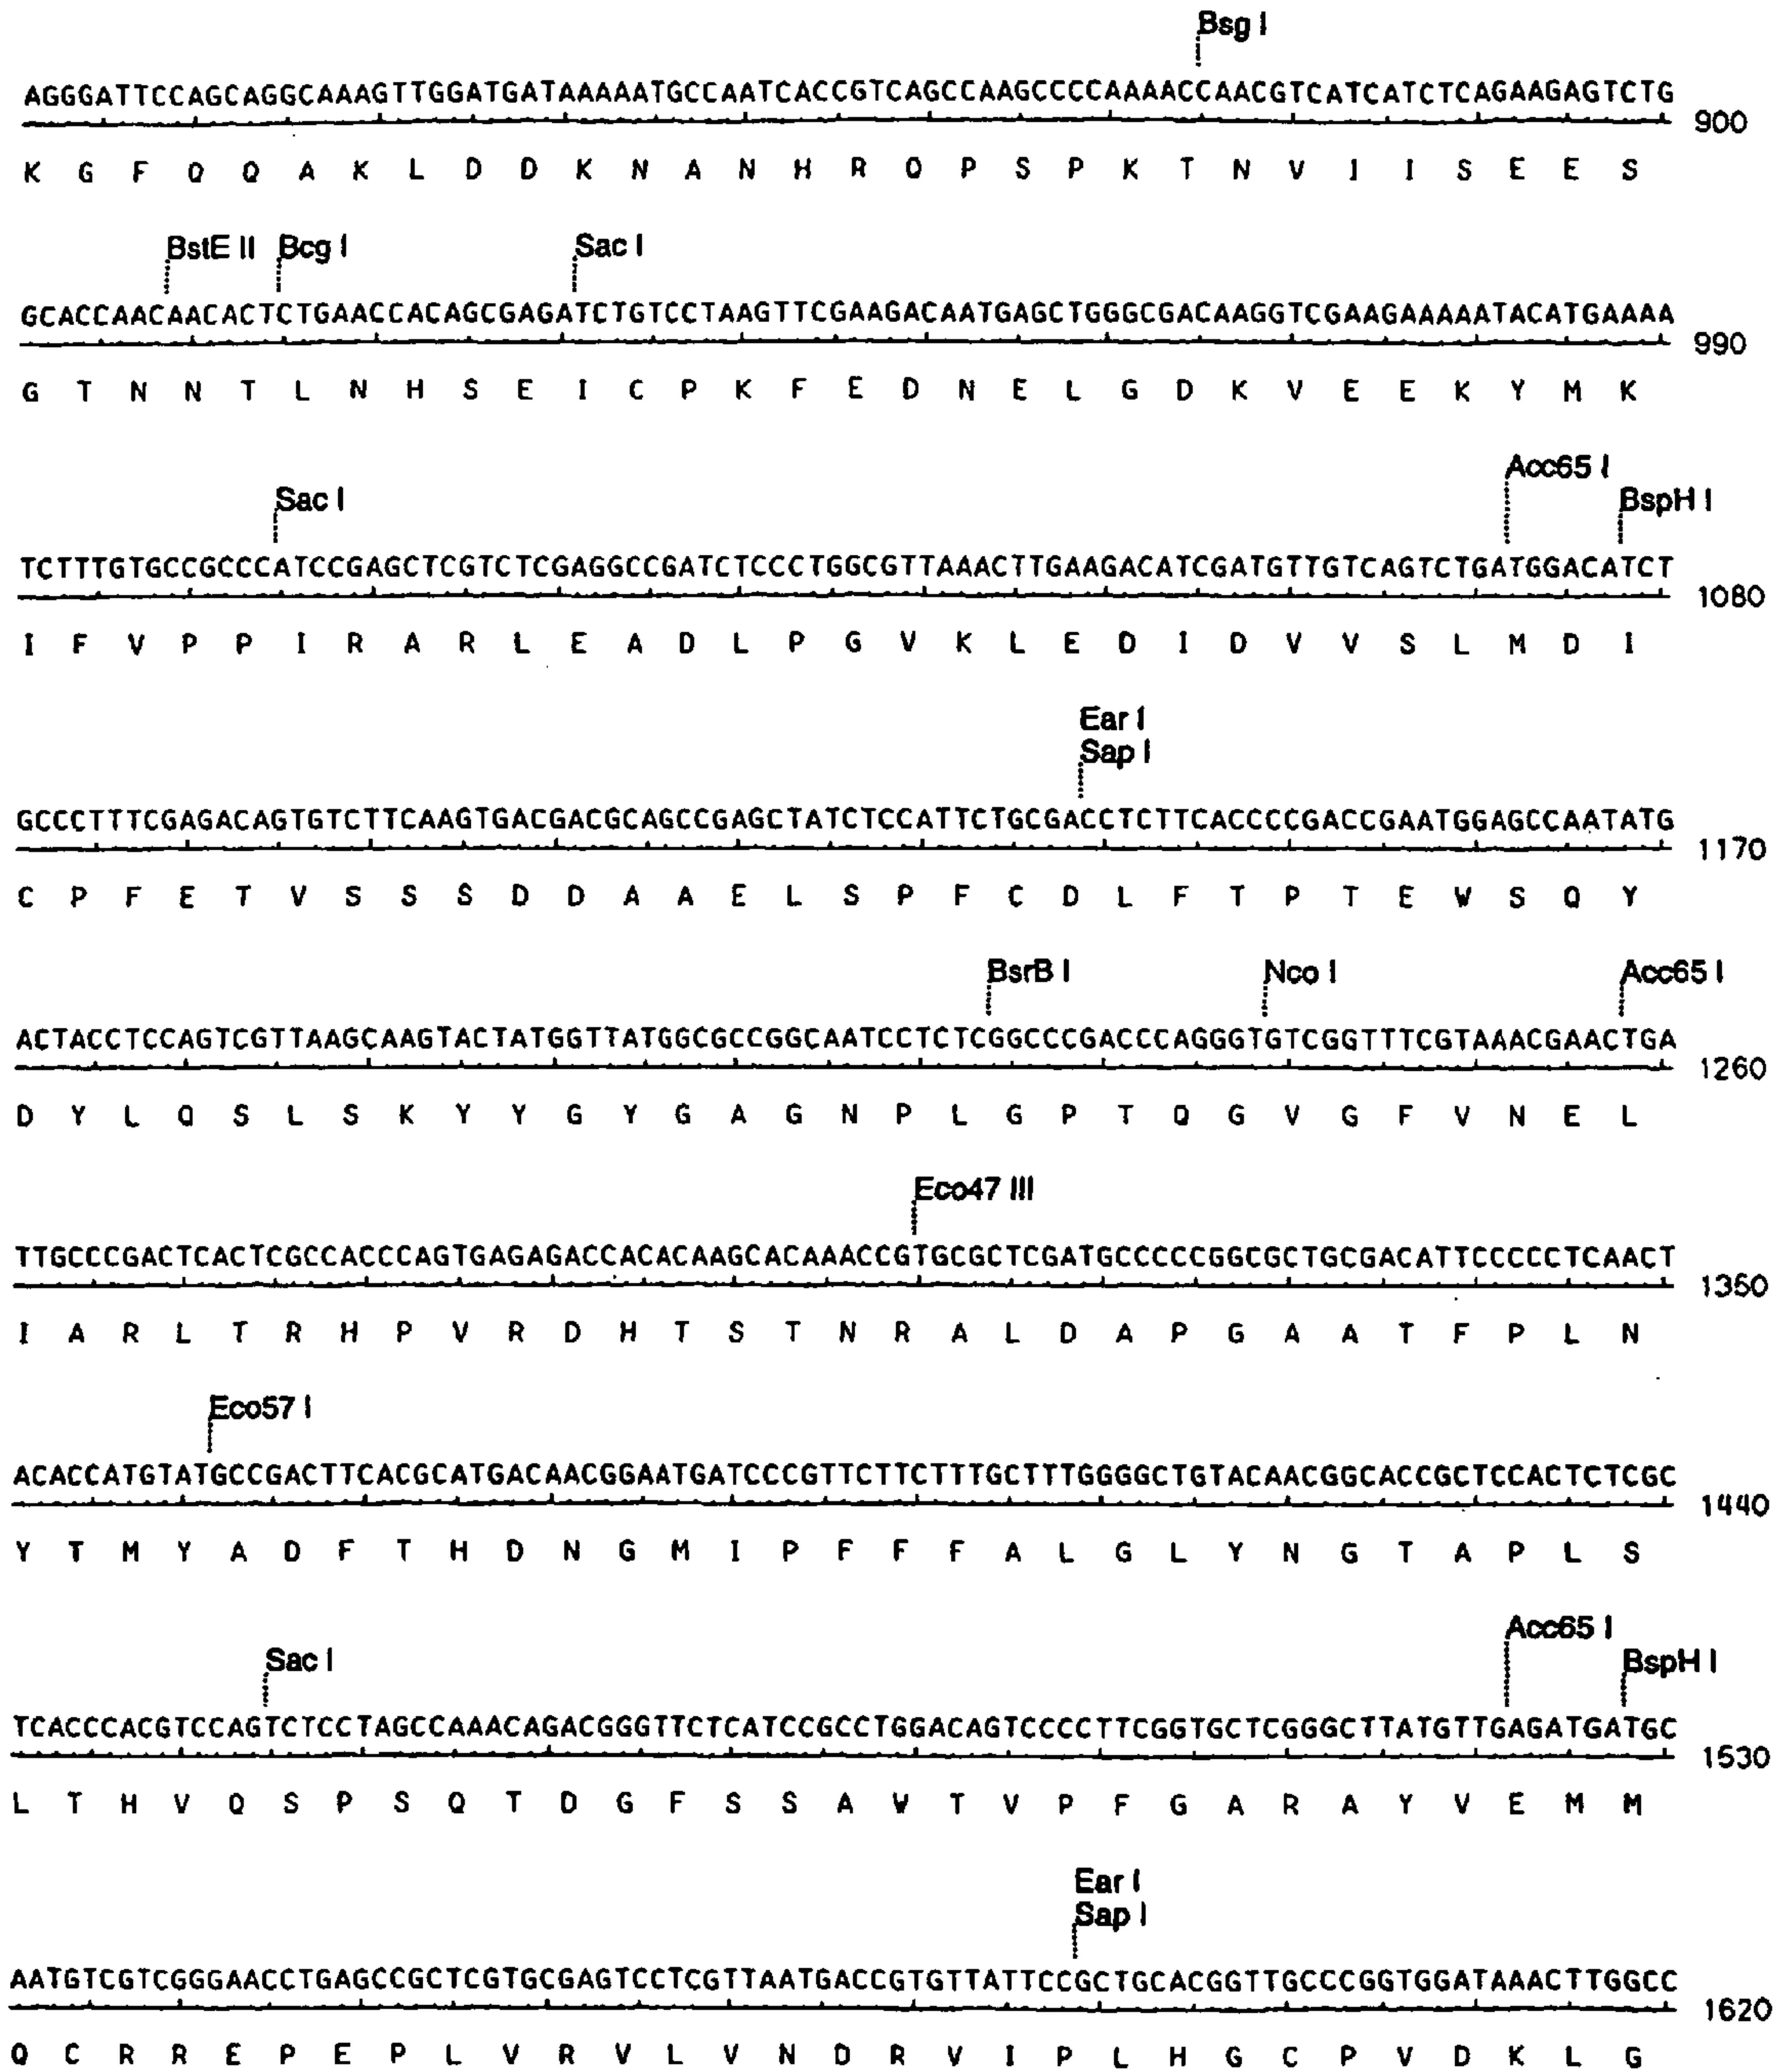 Bsg I
AGGGATTCCAGCAGGCAAAGTTGGATGATAAAAATGCCAATCACCGTCAGCCAAGCCCCAAAACCAACGTCATCATCTCAGAAGAGTCTG
900
K G F Q Q A K L D D K N A N H R Q P S P K T N V I I S E E S
BstE II Bcg I Sac I
GCACCAACAACACTCTGAACCACAGCGAGATCTGTCCTAAGTTCGAAGACAATGAGCTGGGCGACAAGGTCGAAGAAAAATACATGAAAA
990
G T N N T L N H S E I C P K F E D N E L G D K V E E K Y M K
Acc65 I
Sac I BspH I
TCTTTGTGCCGCCCATCCGAGCTCGTCTCGAGGCCGATCTCCCTGGCGTTAAACTTGAAGACATCGATGTTGTCAGTCTGATGGACATCT
1080
I F V P P I R A R L E A D L P G V K L E D I D V V S L M D I
Ear I
Sap I
GCCCTTTCGAGACAGTGTCTTCAAGTGACGACGCAGCCGAGCTATCTCCATTCTGCGACCTCTTCACCCCGACCGAATGGAGCCAATATG
1170
C P F E T V S S S D D A A E L S P F C D L F T P T E W S Q Y
BsrB I Nco I Acc65 I
ACTACCTCCAGTCGTTAAGCAAGTACTATGGTTATGGCGCCGGCAATCCTCTCGGCCCGACCCAGGGTGTCGGTTTCGTAAACGAACTGA
1260
D Y L Q S L S K Y Y G Y G A G N P L G P T Q G V G F V N E L
Eco47 III
TTGCCCGACTCACTCGCCACCCAGTGAGAGACCACACAAGCACAAACCGTGCGCTCGATGCCCCCGGCGCTGCGACATTCCCCCTCAACT
1350
I A R L T R H P V R D H T S T N R A L D A P G A A T F P L N
Eco57 I
ACACCATGTATGCCGACTTCACGCATGACAACGGAATGATCCCGTTCTTCTTTGCTTTGGGGCTGTACAACGGCACCGCTCCACTCTCGC
1440
Y T M Y A D F T H D N G M I P F F F A L G L Y N G T A P L S
Acc65 I
Sac I BspH I
TCACCCACGTCCAGTCTCCTAGCCAAACAGACGGGTTCTCATCCGCCTGGACAGTCCCCTTCGGTGCTCGGGCTTATGTTGAGATGATGC
1530
L T H V Q S P S Q T D G F S S A W T V P F G A R A Y V E M M
Ear I
Sap I
AATGTCGTCGGGAACCTGAGCCGCTCGTGCGAGTCCTCGTTAATGACCGTGTTATTCCGCTGCACGGTTGCCCGGTGGATAAACTTGGCC
1620
Q C R R E P E P L V R V L V N D R V I P L H G C P V D K L G